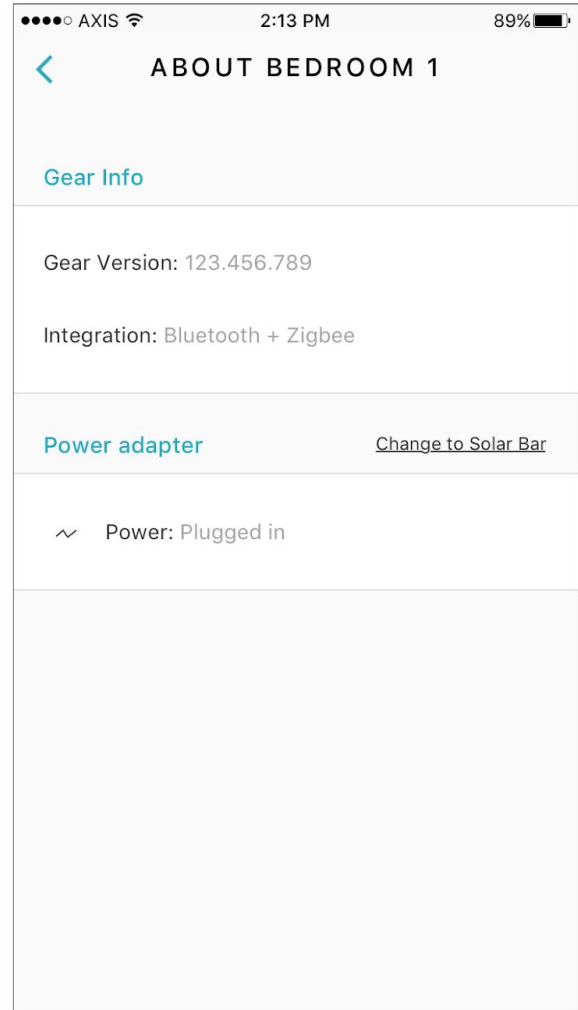 AXIS 2:13 PM 89%
ABOUT BEDROOM 1
Gear Info
Gear Version: 123.456.789
Integration: Bluetooth + Zigbee
Power adapter Change to Solar Bar
Power: Plugged in